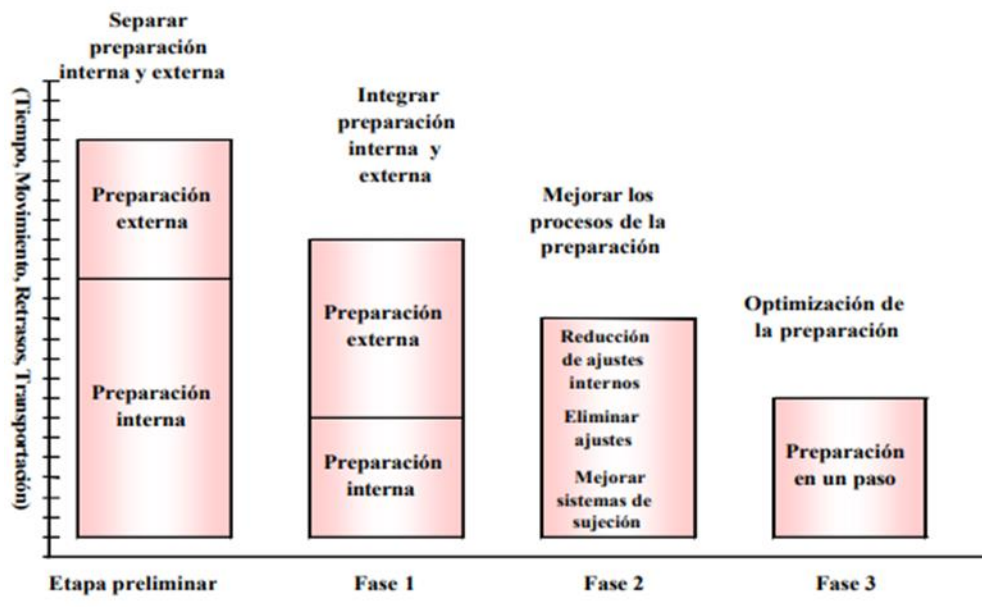 Separar
preparación
interna y externa
Integrar
preparación
interna y
externa
Mejorar los
procesos de la
preparación
Optimización de
la preparación
(Tiempo, Movimiento, Retrasos, Transportación)
Preparación
externa
Preparación
interna
Preparación
externa
Preparación
interna
Reducción
de ajustes
internos
Eliminar
ajustes
Mejorar
sistemas de
sujeción
Preparación
en un paso
Etapa preliminar
Fase 1
Fase 2
Fase 3